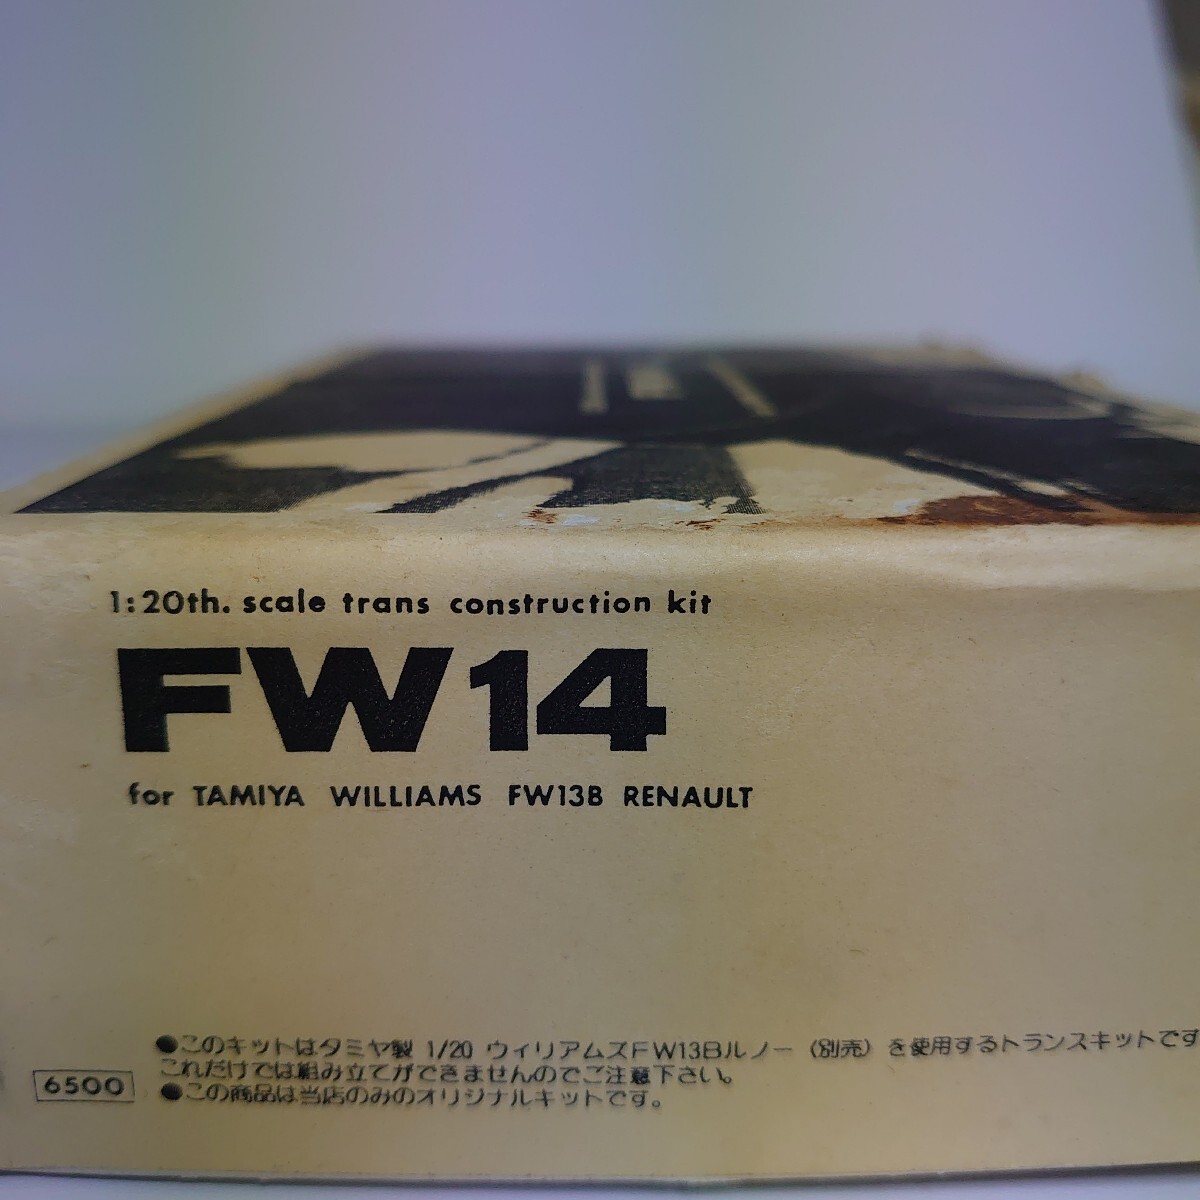 1:20th. scale trans construction kit
FW14
for TAMIYA WILLIAMS FW13B RENAULT
●このキットはタミヤ製 1/20 ウィリアムズFW13Bルノー（別売）を使用するトランスキットです
これだけでは組み立てができませんのでご注意下さい。
●この商品は当店のみのオリジナルキットです。
6500